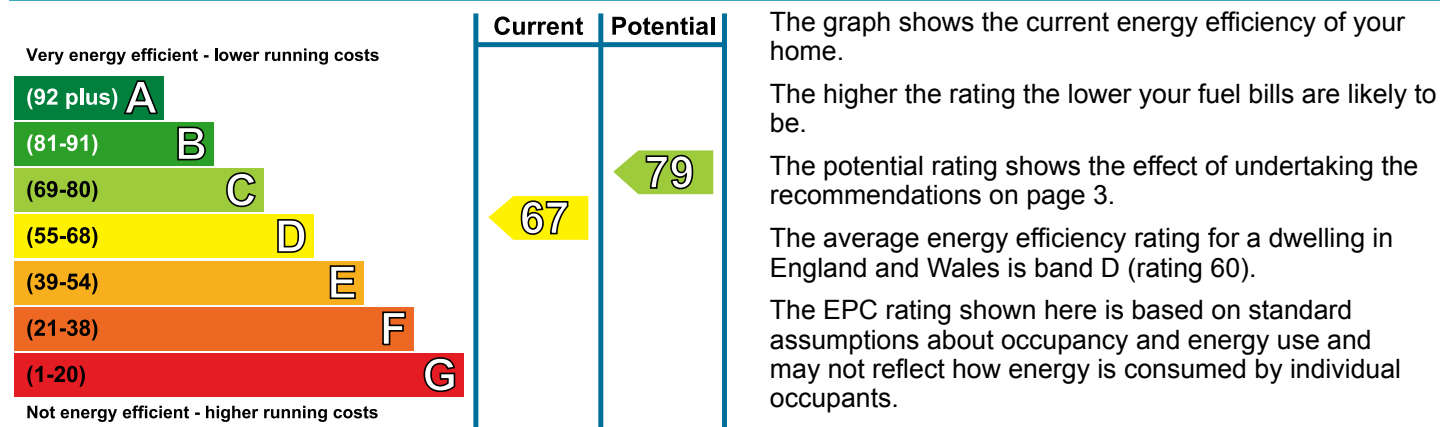 Current Potential
Very energy efficient - lower running costs
(92 plus) A
(81-91) B
(69-80) C
(55-68) D
(39-54) E
(21-38) F
(1-20) G
Not energy efficient - higher running costs
67
79
The graph shows the current energy efficiency of your
home.
The higher the rating the lower your fuel bills are likely to
be.
The potential rating shows the effect of undertaking the
recommendations on page 3.
The average energy efficiency rating for a dwelling in
England and Wales is band D (rating 60).
The EPC rating shown here is based on standard
assumptions about occupancy and energy use and
may not reflect how energy is consumed by individual
occupants.